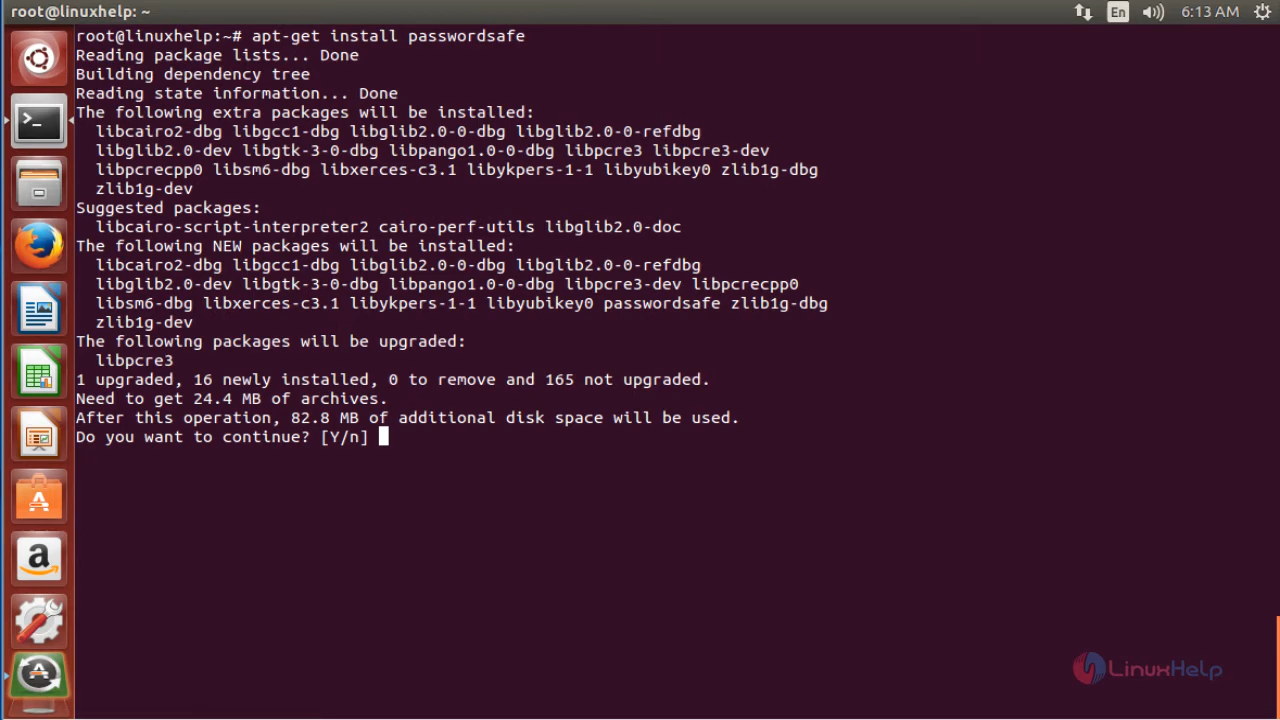 root@linuxhelp: ~
En
6:13 AM
root@linuxhelp:~# apt-get install passwordsafe
Reading package lists... Done
Building dependency tree
Reading state information... Done
The following extra packages will be installed:
  libcairo2-dbg libgcc1-dbg libglib2.0-0-dbg libglib2.0-0-refdbg
  libglib2.0-dev libgtk-3-0-dbg libpango1.0-0-dbg libpcre3 libpcre3-dev
  libpcrecpp0 libsm6-dbg libxerces-c3.1 libykpers-1-1 libyubikey0 zlib1g-dbg
  zlib1g-dev
Suggested packages:
  libcairo-script-interpreter2 cairo-perf-utils libglib2.0-doc
The following NEW packages will be installed:
  libcairo2-dbg libgcc1-dbg libglib2.0-0-dbg libglib2.0-0-refdbg
  libglib2.0-dev libgtk-3-0-dbg libpango1.0-0-dbg libpcre3-dev libpcrecpp0
  libsm6-dbg libxerces-c3.1 libykpers-1-1 libyubikey0 passwordsafe zlib1g-dbg
  zlib1g-dev
The following packages will be upgraded:
  libpcre3
1 upgraded, 16 newly installed, 0 to remove and 165 not upgraded.
Need to get 24.4 MB of archives.
After this operation, 82.8 MB of additional disk space will be used.
Do you want to continue? [Y/n]
LinuxHelp